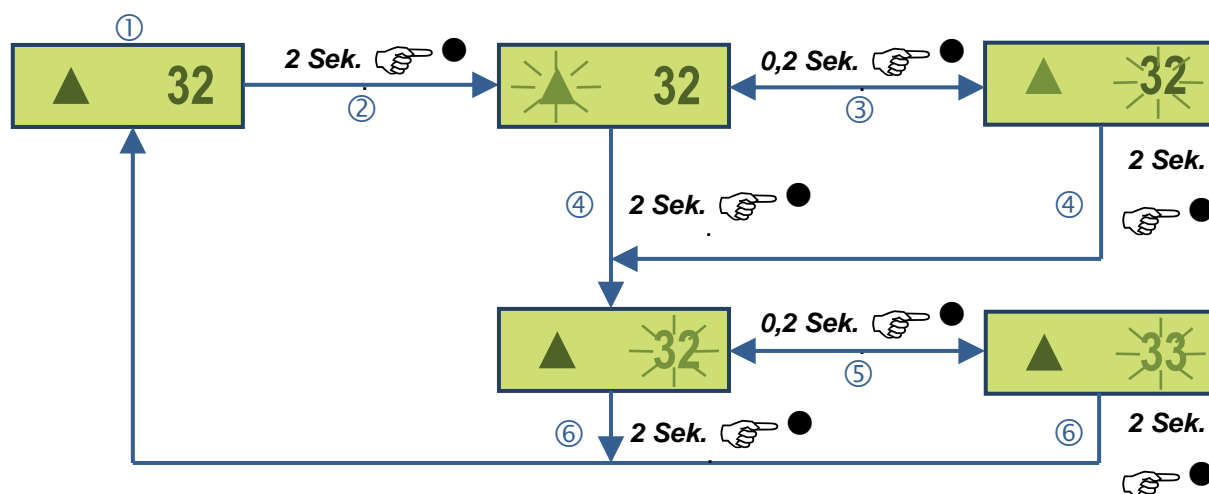 ①
▲ 32
2 Sek.
②
▲ 32
0,2 Sek.
③
▲ 32
④
2 Sek.
④
2 Sek.
▲ 32
0,2 Sek.
⑤
▲ 33
⑥
2 Sek.
⑥
2 Sek.